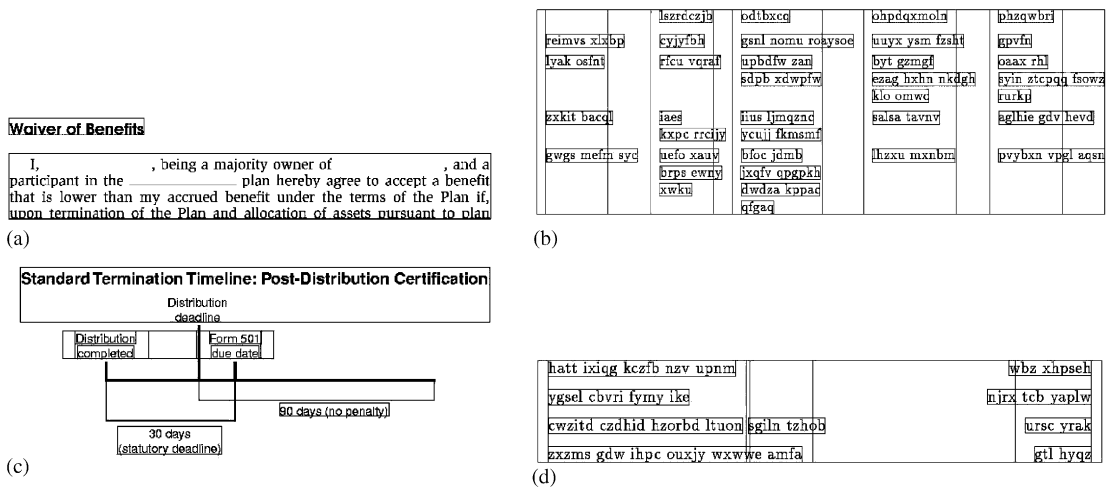 Waiver of Benefits
I, , being a majority owner of , and a
participant in the plan hereby agree to accept a benefit
that is lower than my accrued benefit under the terms of the Plan if,
upon termination of the Plan and allocation of assets pursuant to plan
(a)
lszrdczjb odtbxcq ohpdqxmoln phzqwbri
reimvs xlxbp cyjyfbh gsnl nomu roaysoe uuyx ysm fzsht gpvfn
lyak osfnt rfcu vqraf upbdfw zan byt gzmgf oaax rhl
sdpb xdwpfw ezag hxhn nkdgh syin ztcpqq fsowz
klo omwc rurkp
zxkit bacql iaes iius ljmqznc salsa tavnv aglhie gdv hevd
kxpc rrcijy ycujj fkmsmf
gwgs mefm syc uefo xauv bfoc jdmb lhzxu mxnbm pvybxn vpgl aqsn
brps ewny jxqfv qpgpkh
xwku dwdza kppac
qfgaq
(b)
Standard Termination Timeline: Post-Distribution Certification
Distribution
deadline
Distribution Form 501
completed due date
90 days (no penalty)
30 days
(statutory deadline)
(c)
hatt ixiqg kczfb nzv upnm wbz xhpseh
ygsel cbvri fymy ike njrx tcb yaplw
cwzitd czdhid hzorbd ltuon sgiln tzhob ursc yrak
zxzms gdw ihpc ouxjy wxwwe amfa gtl hyqz
(d)